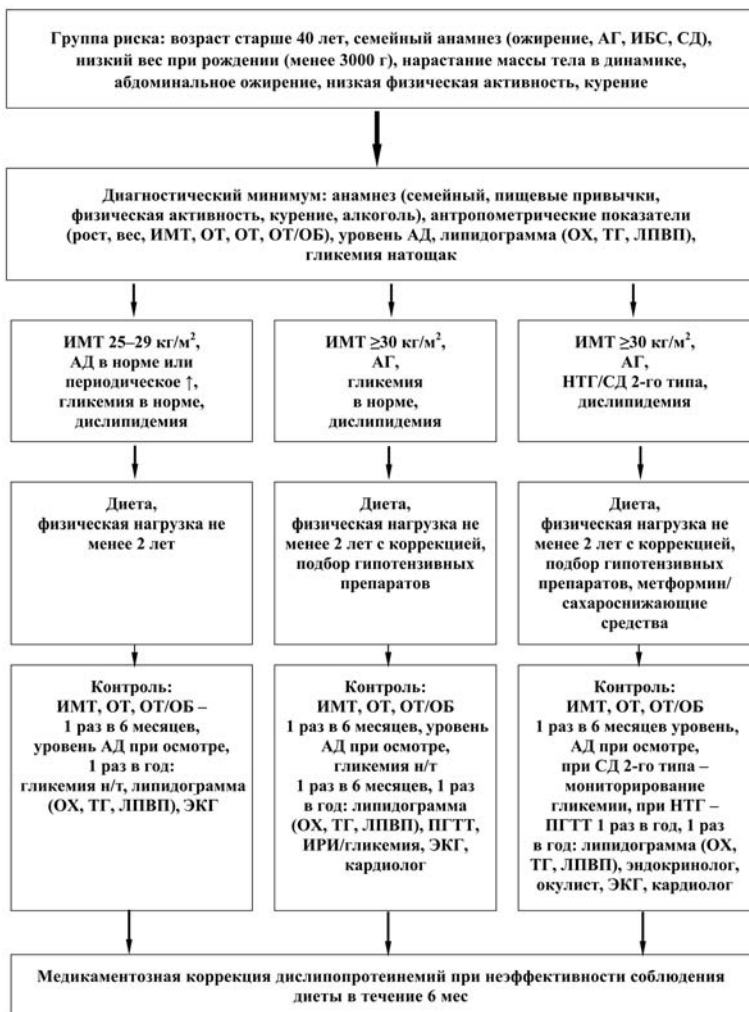 Группа риска: возраст старше 40 лет, семейный анамнез (ожирение, АГ, ИБС, СД),
низкий вес при рождении (менее 3000 г), нарастание массы тела в динамике,
абдоминальное ожирение, низкая физическая активность, курение
Диагностический минимум: анамнез (семейный, пищевые привычки,
физическая активность, курение, алкоголь), антропометрические показатели
(рост, вес, ИМТ, ОТ, ОТ, ОТ/ОБ), уровень АД, липидограмма (ОХ, ТГ, ЛПВП),
гликемия натощак
ИМТ 25–29 кг/м²,
АД в норме или
периодическое ↑,
гликемия в норме,
дислипидемия
ИМТ ≥30 кг/м²,
АГ,
гликемия
в норме,
дислипидемия
ИМТ ≥30 кг/м²,
АГ,
НТГ/СД 2-го типа,
дислипидемия
Диета,
физическая нагрузка не
менее 2 лет
Диета,
физическая нагрузка не
менее 2 лет с коррекцией,
подбор гипотензивных
препаратов
Диета,
физическая нагрузка не
менее 2 лет с коррекцией,
подбор гипотензивных
препаратов, метформин/
сахароснижающие
средства
Контроль:
ИМТ, ОТ, ОТ/ОБ –
1 раз в 6 месяцев,
уровень АД при осмотре,
1 раз в год:
гликемия н/т, липидограмма
(ОХ, ТГ, ЛПВП), ЭКГ
Контроль:
ИМТ, ОТ, ОТ/ОБ
1 раз в 6 месяцев, уровень
АД при осмотре,
гликемия н/т
1 раз в 6 месяцев, 1 раз
в год: липидограмма
(ОХ, ТГ, ЛПВП), ПГТТ,
ИРИ/гликемия, ЭКГ,
кардиолог
Контроль:
ИМТ, ОТ, ОТ/ОБ
1 раз в 6 месяцев уровень,
АД при осмотре,
при СД 2-го типа –
мониторирование
гликемии, при НТГ –
ПГТТ 1 раз в год, 1 раз
в год: липидограмма (ОХ,
ТГ, ЛПВП), эндокринолог,
окулист, ЭКГ, кардиолог
Медикаментозная коррекция дислипопротеинемий при неэффективности соблюдения
диеты в течение 6 мес